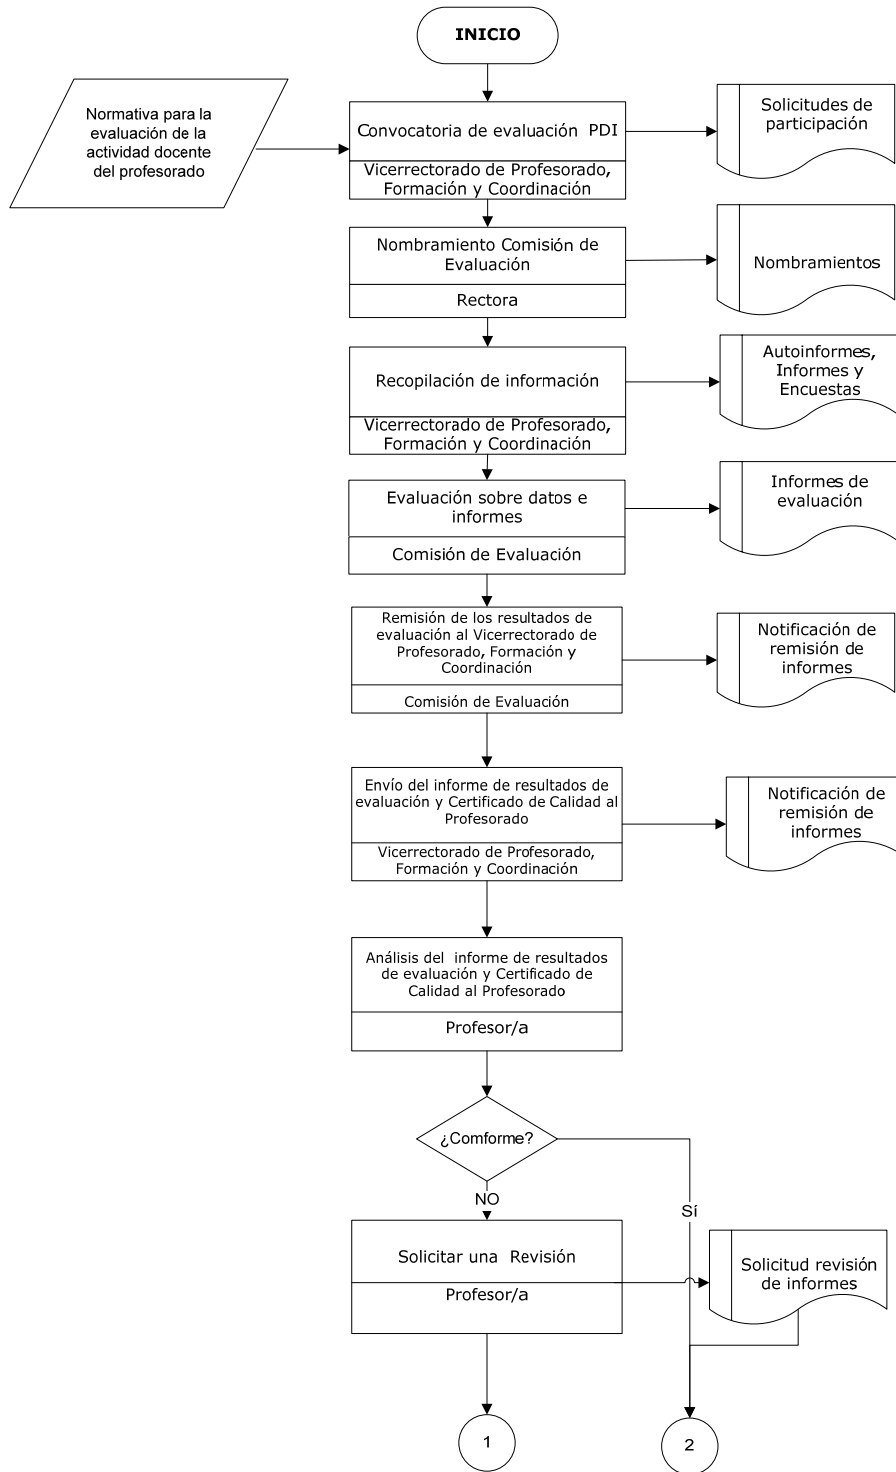 INICIO
Normativa para la
evaluación de la
actividad docente
del profesorado
Convocatoria de evaluación PDI
Vicerrectorado de Profesorado,
Formación y Coordinación
Solicitudes de
participación
Nombramiento Comisión de
Evaluación
Rectora
Nombramientos
Recopilación de información
Vicerrectorado de Profesorado,
Formación y Coordinación
Autoinformes,
Informes y
Encuestas
Evaluación sobre datos e
informes
Comisión de Evaluación
Informes de
evaluación
Remisión de los resultados de
evaluación al Vicerrectorado de
Profesorado, Formación y
Coordinación
Comisión de Evaluación
Notificación de
remisión de
informes
Envío del informe de resultados de
evaluación y Certificado de Calidad al
Profesorado
Vicerrectorado de Profesorado,
Formación y Coordinación
Notificación de
remisión de
informes
Análisis del informe de resultados
de evaluación y Certificado de
Calidad al Profesorado
Profesor/a
¿Comforme?
NO
Sí
Solicitar una Revisión
Profesor/a
Solicitud revisión
de informes
1
2